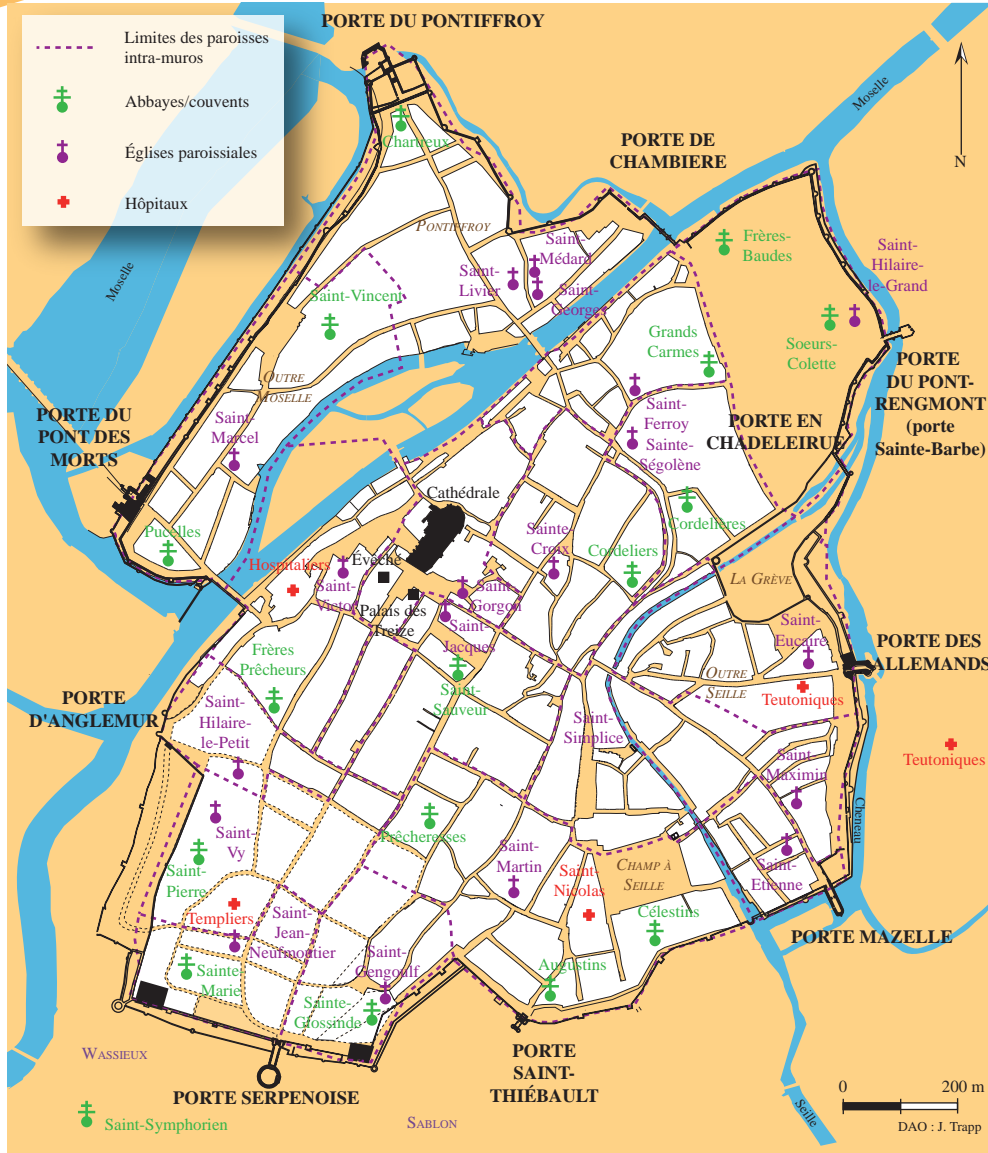 PORTE DU PONTIFFROY
Limites des paroisses
intra-muros
Abbayes/couvents
Églises paroissiales
Hôpitaux
Moselle
N
PORTE DE
CHAMBIERE
Chartreux
PONTIFFROY
Saint-
Médard
Saint-
Livier
Saint-
Georges
Frères-
Baudes
Saint-
Hilaire-
le-Grand
Moselle
Saint-Vincent
Soeurs-
Colette
Grands
Carmes
OUTRE
MOSELLE
PORTE DU
PONT DES
MORTS
Saint-
Marcel
Saint-
Ferroy
Sainte-
Ségolène
PORTE EN
CHADELEIRUE
PORTE
DU PONT-
RENGMONT
(porte
Sainte-Barbe)
Cathédrale
Pucelles
Cordelières
Sainte-
Croix
Cordeliers
Hospitaliers
Évêché
Saint-
Victor
Palais des
Treize
Saint-
Gorgon
Saint-
Jacques
LA GRÈVE
Saint-
Eucaire
Frères
Prêcheurs
Saint-
Sauveur
OUTRE
SEILLE
PORTE DES
ALLEMANDS
Teutoniques
PORTE
D'ANGLEMUR
Saint-
Hilaire-
le-Petit
Saint-
Simplice
Teutoniques
Saint-
Maximin
Cheneau
Saint-
Vy
Prêcheresses
Saint-
Pierre
Saint-
Martin
Saint-
Nicolas
CHAMP À
SEILLE
Saint-
Etienne
Templiers
Saint-
Jean-
Neufmoutier
Célestins
PORTE MAZELLE
Sainte-
Marie
Saint-
Gengoulf
Augustins
Sainte-
Glossinde
WASSIEUX
PORTE SERPENOISE
PORTE
SAINT-
THIÉBAULT
Seille
0 200 m
DAO : J. Trapp
Saint-Symphorien
SABLON